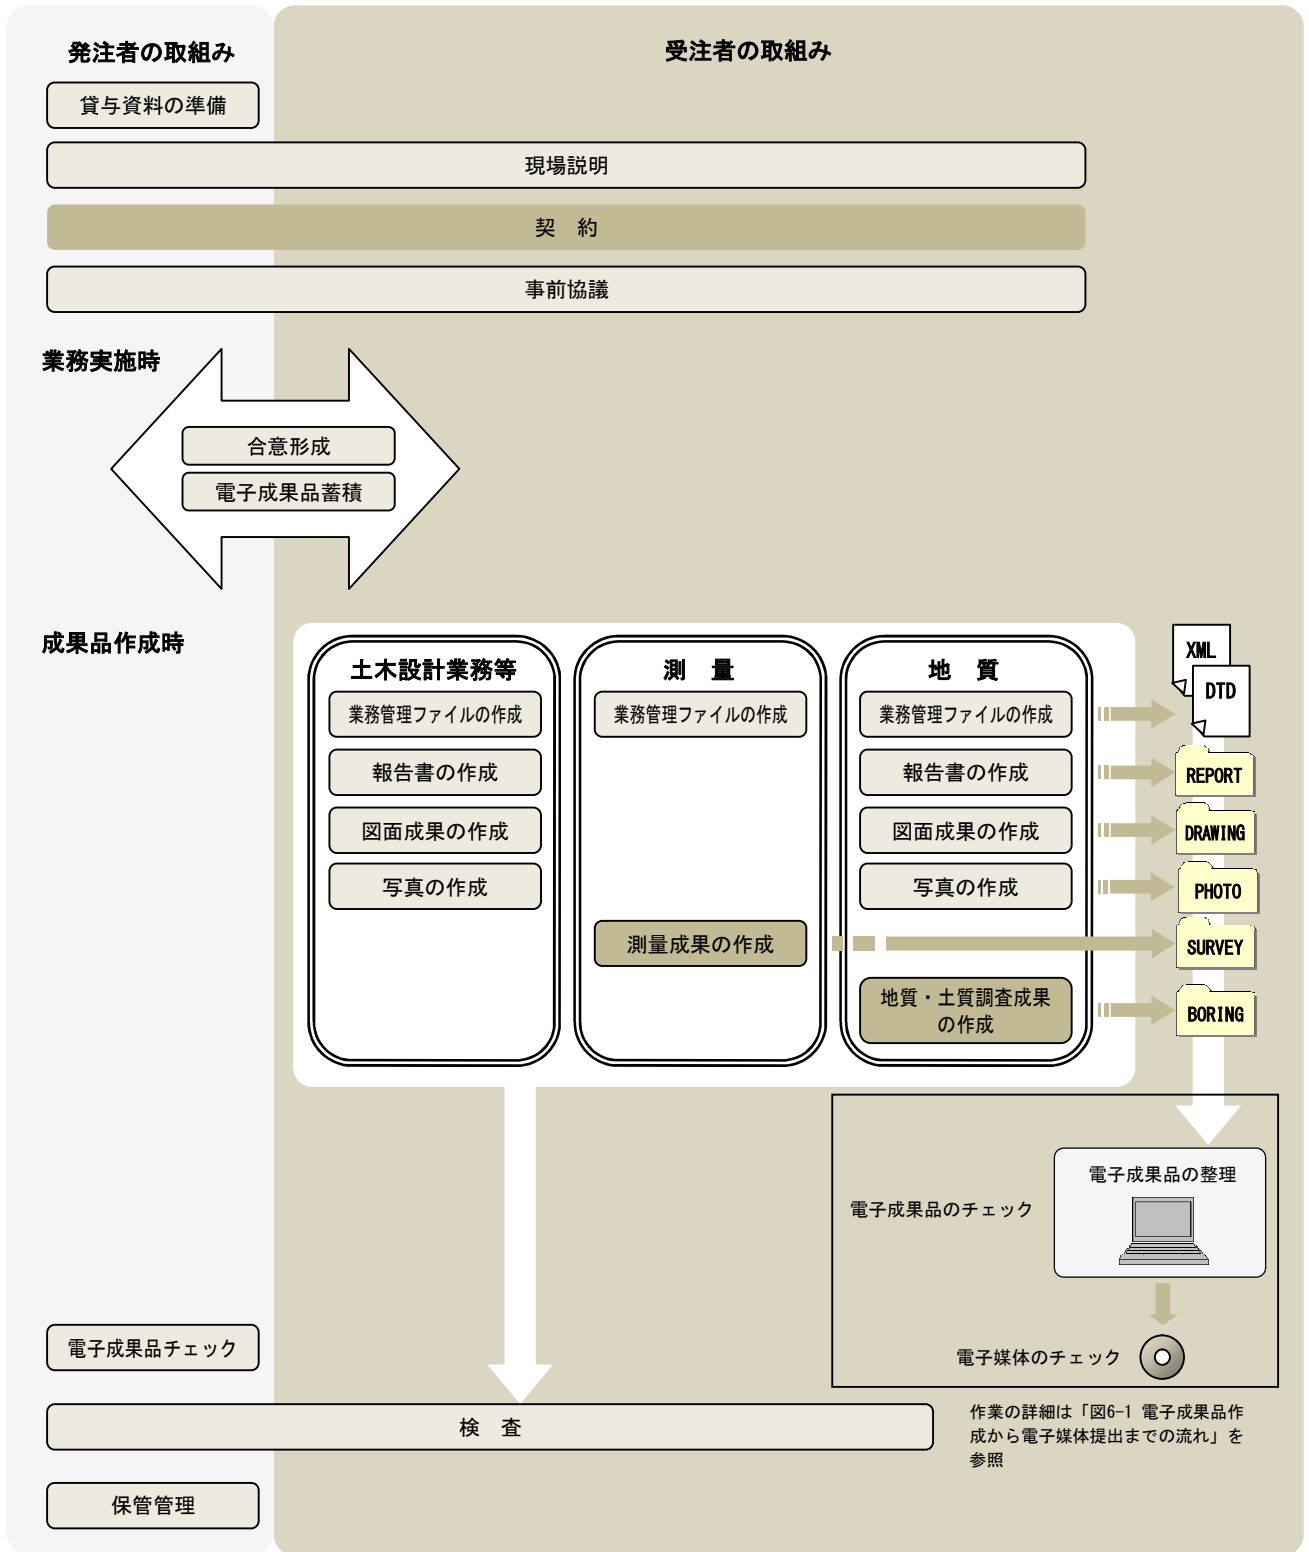 発注者の取組み
受注者の取組み
貸与資料の準備
現場説明
契　約
事前協議
業務実施時
合意形成
電子成果品蓄積
成果品作成時
土木設計業務等
業務管理ファイルの作成
報告書の作成
図面成果の作成
写真の作成
測　量
業務管理ファイルの作成
測量成果の作成
地　質
業務管理ファイルの作成
報告書の作成
図面成果の作成
写真の作成
地質・土質調査成果
の作成
XML
DTD
REPORT
DRAWING
PHOTO
SURVEY
BORING
電子成果品の整理
電子成果品のチェック
電子媒体のチェック
電子成果品チェック
検　査
作業の詳細は「図6-1 電子成果品作
成から電子媒体提出までの流れ」を
参照
保管管理